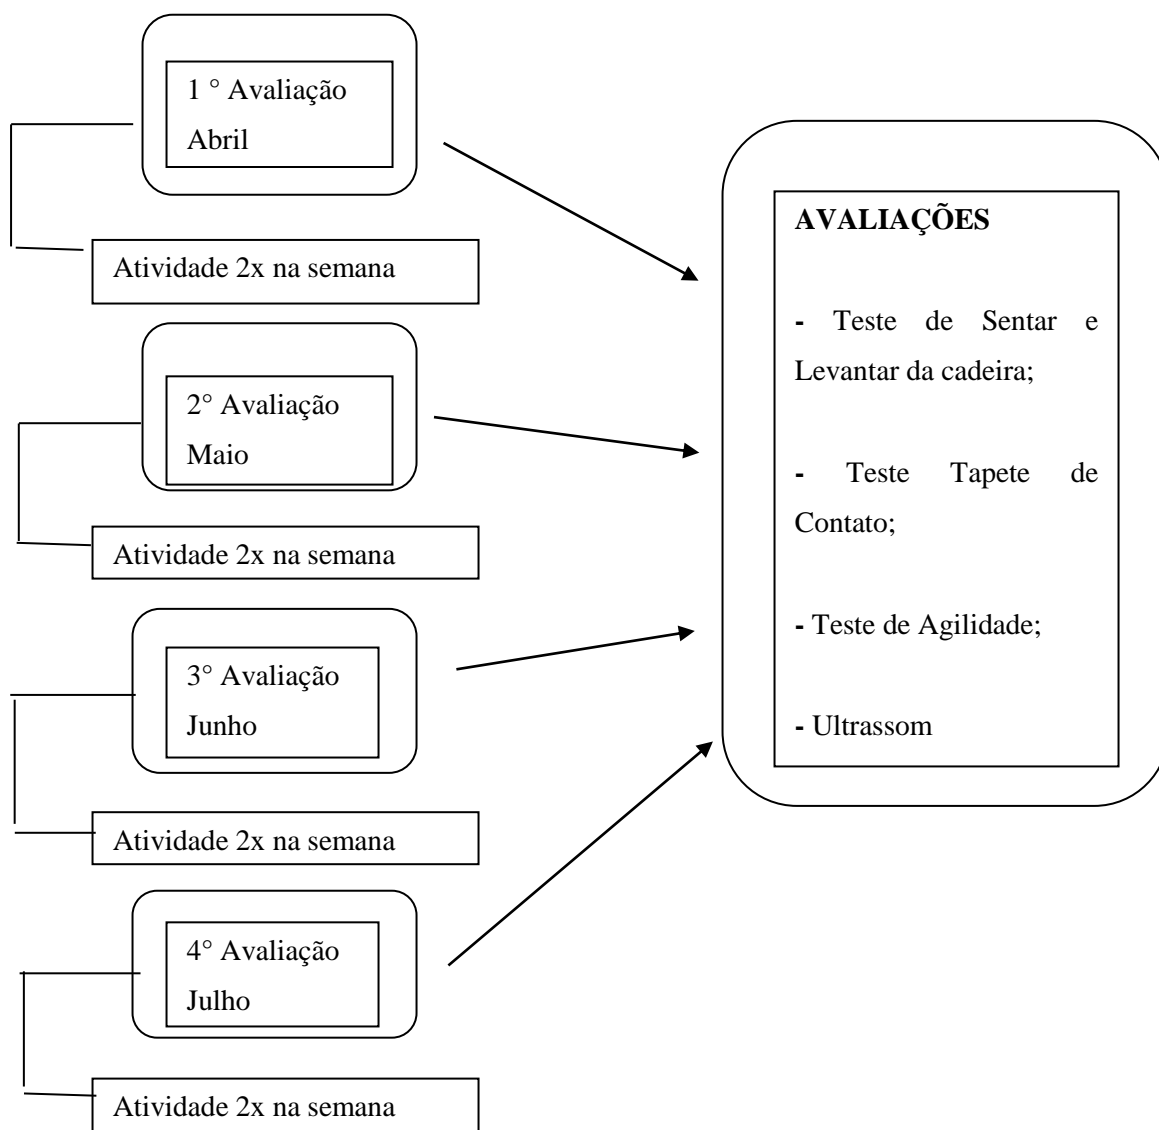 1 ° Avaliação
Abril
Atividade 2x na semana
2° Avaliação
Maio
Atividade 2x na semana
3° Avaliação
Junho
Atividade 2x na semana
4° Avaliação
Julho
Atividade 2x na semana
AVALIAÇÕES
- Teste de Sentar e
Levantar da cadeira;
- Teste Tapete de
Contato;
- Teste de Agilidade;
- Ultrassom